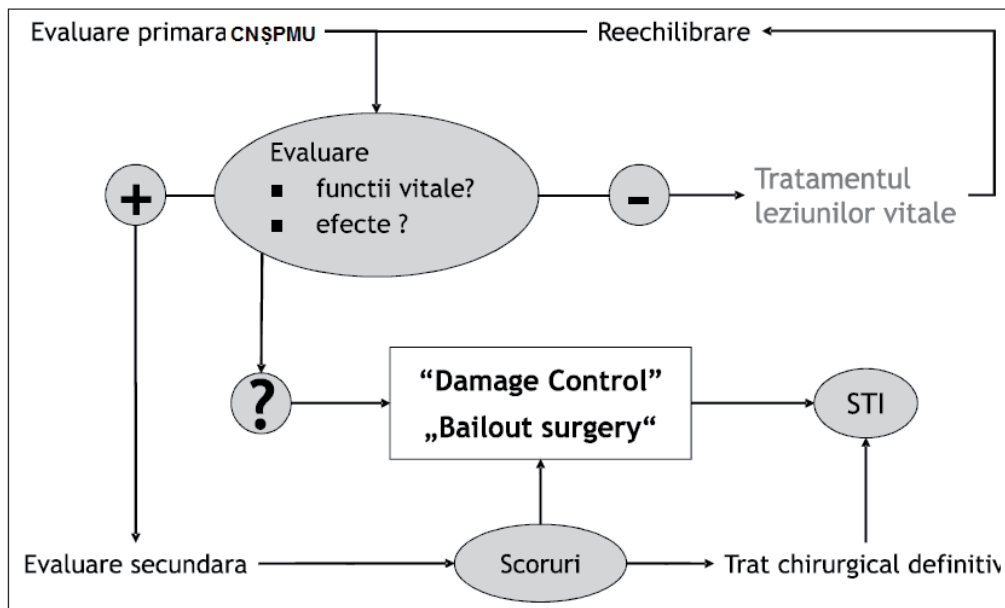 Evaluare primara CNȘPMU
Reechilibrare
Evaluare
▪ functii vitale?
▪ efecte ?
+
-
Tratamentul
leziunilor vitale
?
“Damage Control”
„Bailout surgery“
STI
Evaluare secundara
Scoruri
Trat chirurgical definitiv